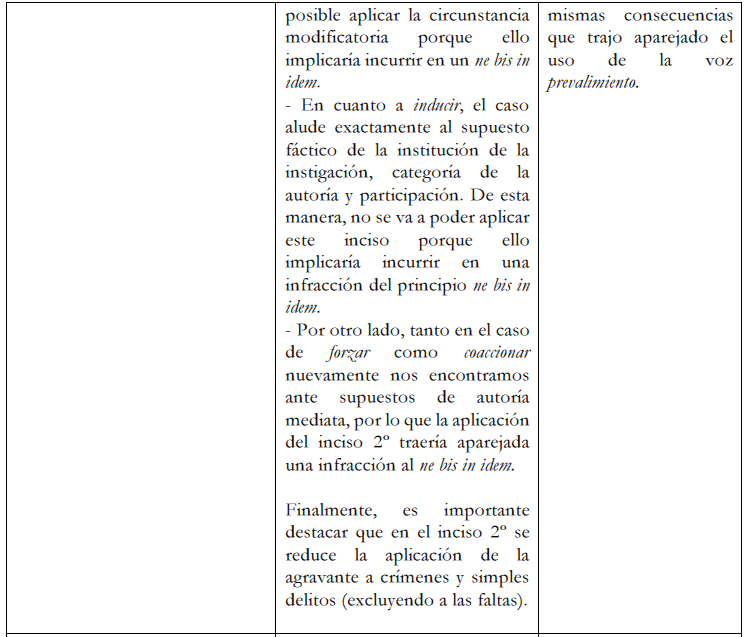 posible aplicar la circunstancia
modificatoria porque ello
implicaría incurrir en un ne bis in
idem.
- En cuanto a inducir, el caso
alude exactamente al supuesto
fáctico de la institución de la
instigación, categoría de la
autoría y participación. De esta
manera, no se va a poder aplicar
este inciso porque ello
implicaría incurrir en una
infracción del principio ne bis in
idem.
- Por otro lado, tanto en el caso
de forzar como coaccionar
nuevamente nos encontramos
ante supuestos de autoría
mediata, por lo que la aplicación
del inciso 2º traería aparejada
una infracción al ne bis in idem.
Finalmente, es importante
destacar que en el inciso 2º se
reduce la aplicación de la
agravante a crímenes y simples
delitos (excluyendo a las faltas).
mismas consecuencias
que trajo aparejado el
uso de la voz
prevalimiento.